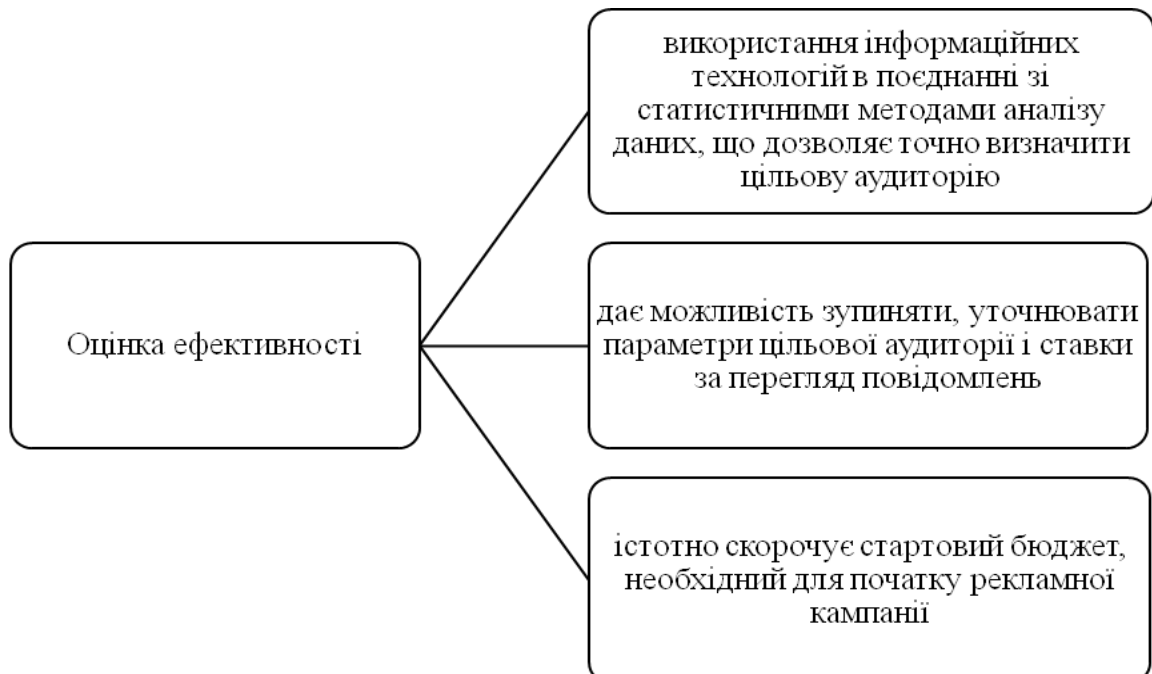 Оцінка ефективності
використання інформаційних
технологій в поєднанні зі
статистичними методами аналізу
даних, що дозволяє точно визначити
цільову аудиторію
дає можливість зупиняти, уточнювати
параметри цільової аудиторії і ставки
за перегляд повідомлень
істотно скорочує стартовий бюджет,
необхідний для початку рекламної
кампанії